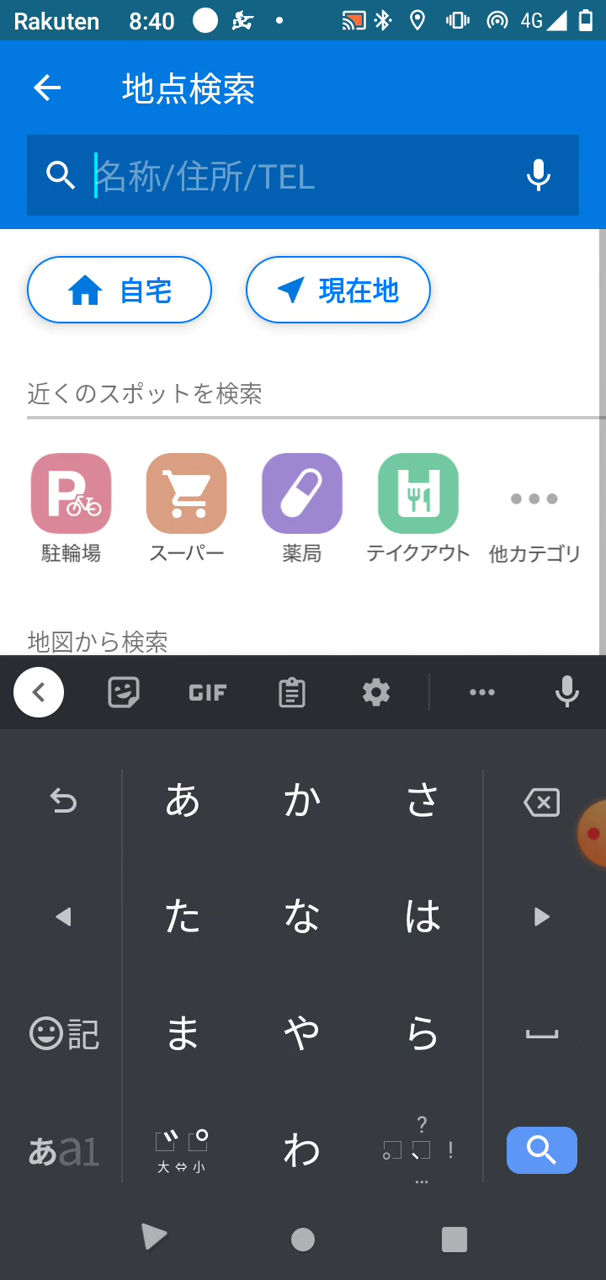 Rakuten 8:40 4G
地点検索
名称/住所/TEL
自宅 現在地
近くのスポットを検索
P
駐輪場 スーパー 薬局 テイクアウト 他カテゴリ
地図から検索
GIF
あ か さ
た な は
記 ま や ら
あa1 大⇔小 わ 。、?!…